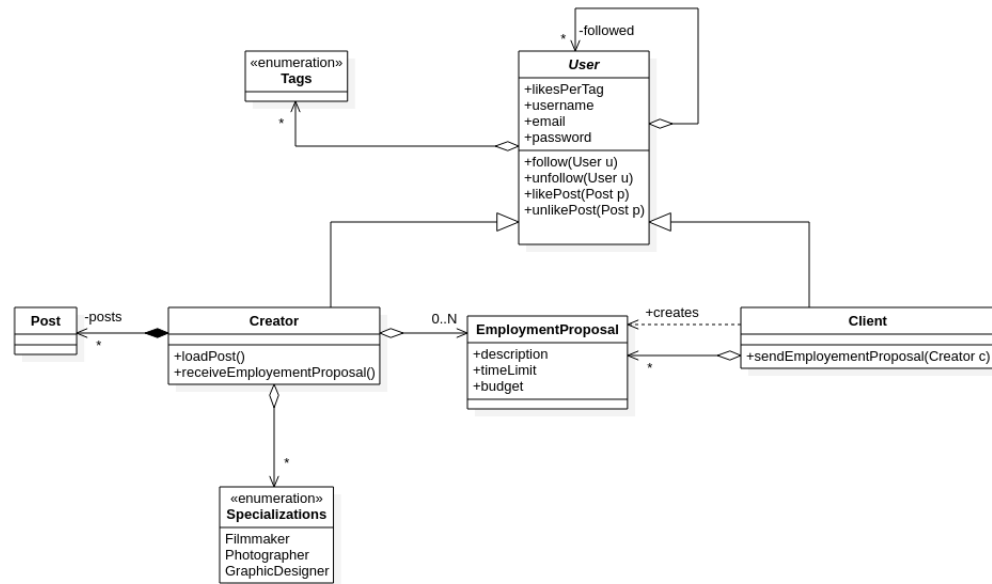 -followed
*
User
+likesPerTag
+username
+email
+password
+follow(User u)
+unfollow(User u)
+likePost(Post p)
+unlikePost(Post p)
«enumeration»
Tags
*
Post
-posts
*
Creator
+loadPost()
+receiveEmployementProposal()
0..N
EmploymentProposal
+description
+timeLimit
+budget
+creates
*
Client
+sendEmployementProposal(Creator c)
*
«enumeration»
Specializations
Filmmaker
Photographer
GraphicDesigner